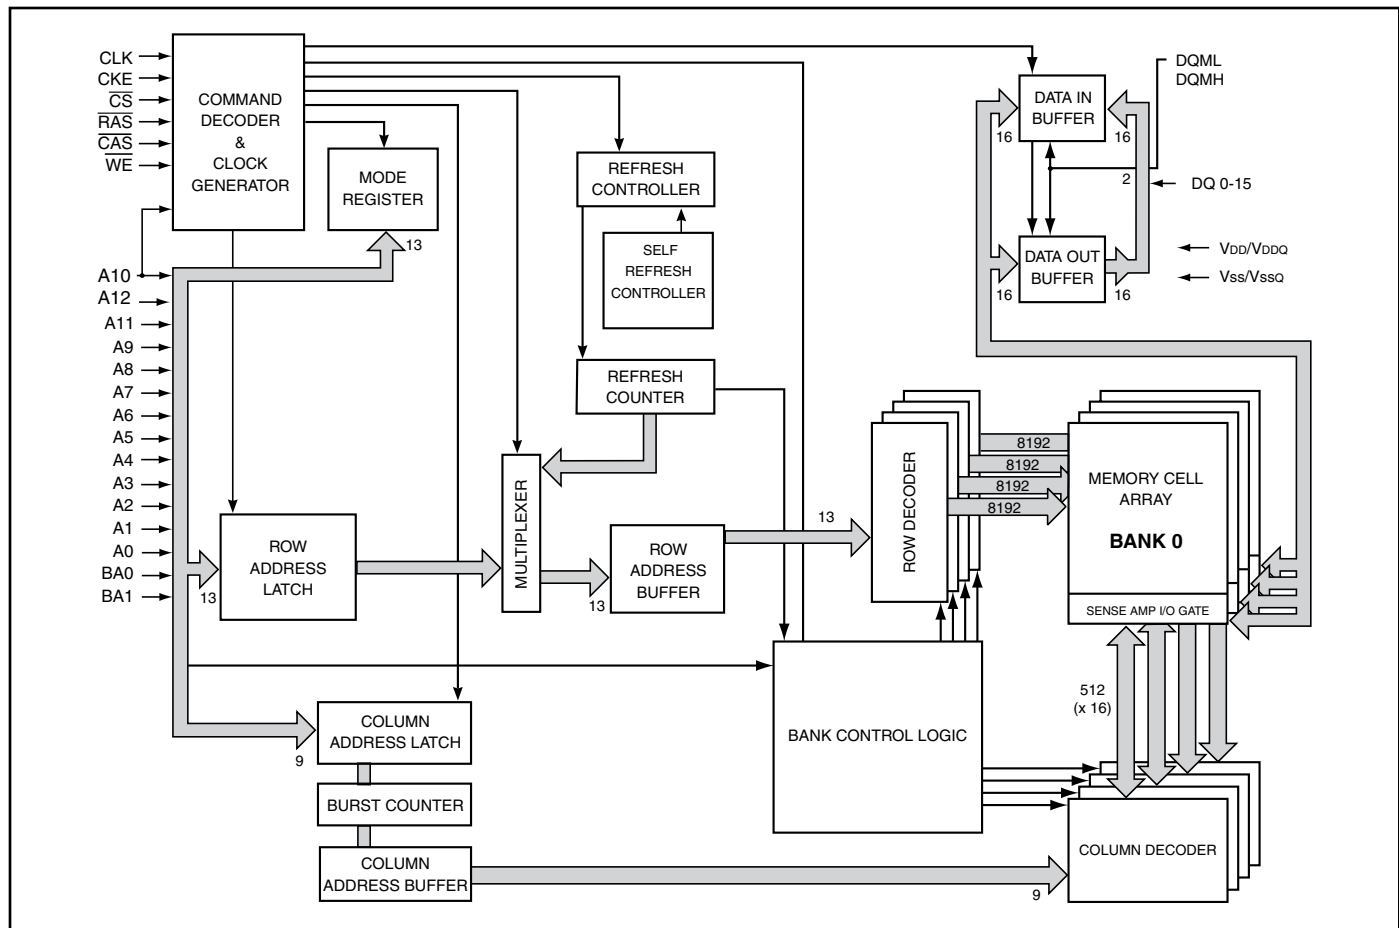 CLK
CKE
CS
RAS
CAS
WE
COMMAND
DECODER
&
CLOCK
GENERATOR
MODE
REGISTER
13
REFRESH
CONTROLLER
SELF
REFRESH
CONTROLLER
REFRESH
COUNTER
DATA IN
BUFFER
16
16
DQML
DQMH
2
DQ 0-15
DATA OUT
BUFFER
16
16
VDD/VDDQ
Vss/VssQ
A10
A12
A11
A9
A8
A7
A6
A5
A4
A3
A2
A1
A0
BA0
BA1
13
ROW
ADDRESS
LATCH
MULTIPLEXER
13
ROW
ADDRESS
BUFFER
13
ROW DECODER
8192
8192
8192
8192
MEMORY CELL
ARRAY
BANK 0
SENSE AMP I/O GATE
512
(x 16)
BANK CONTROL LOGIC
COLUMN
ADDRESS LATCH
9
BURST COUNTER
COLUMN
ADDRESS BUFFER
9
COLUMN DECODER